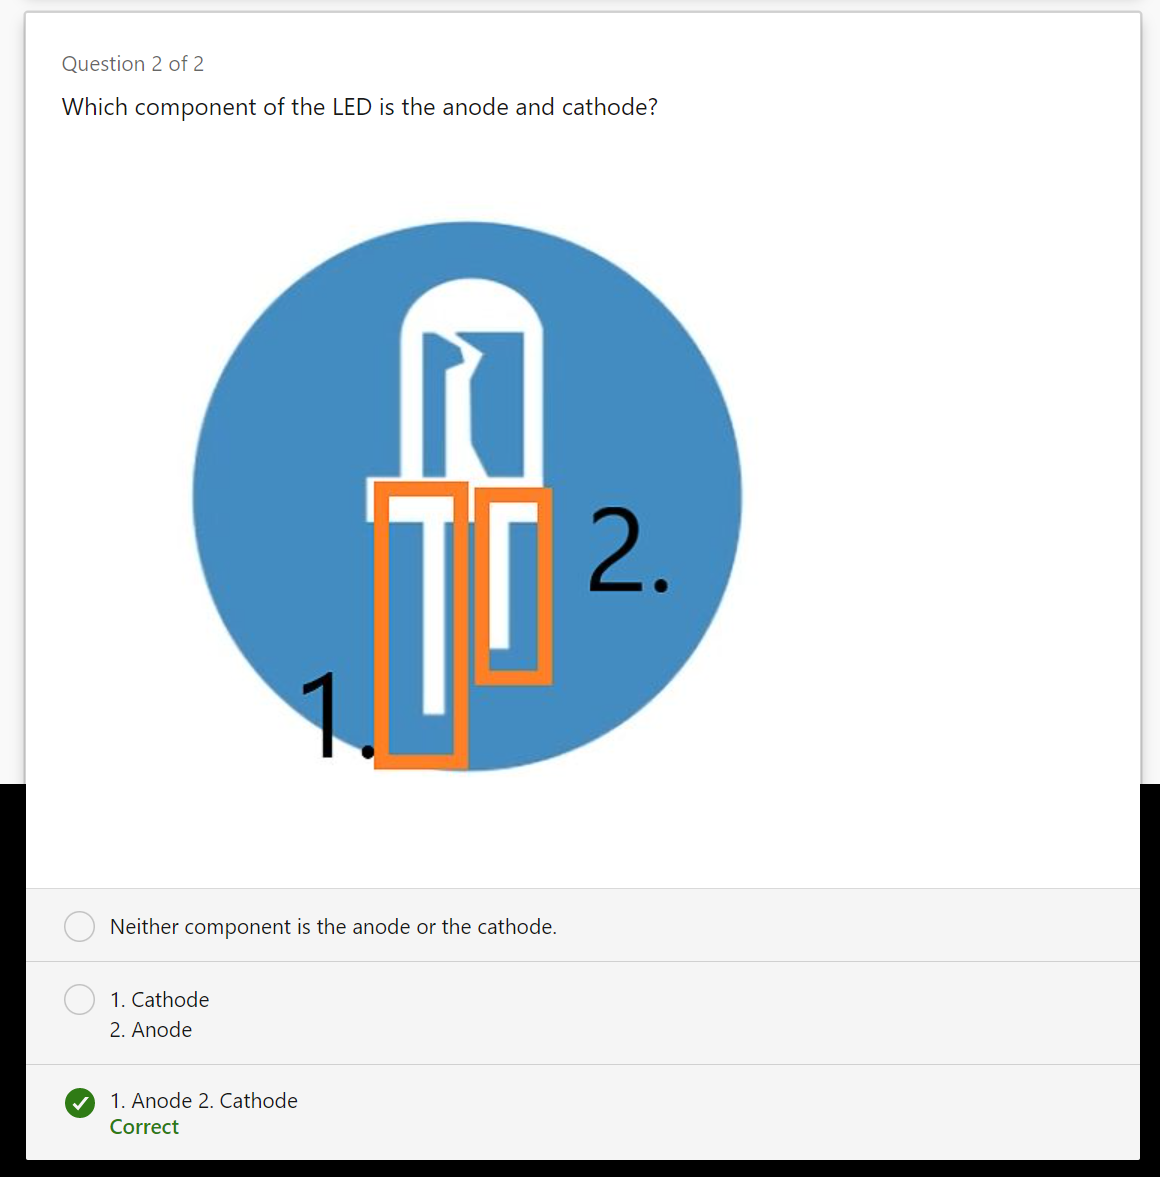 Question 2 of 2
Which component of the LED is the anode and cathode?
2.
1.
Neither component is the anode or the cathode.
1. Cathode
2. Anode
1. Anode 2. Cathode
Correct